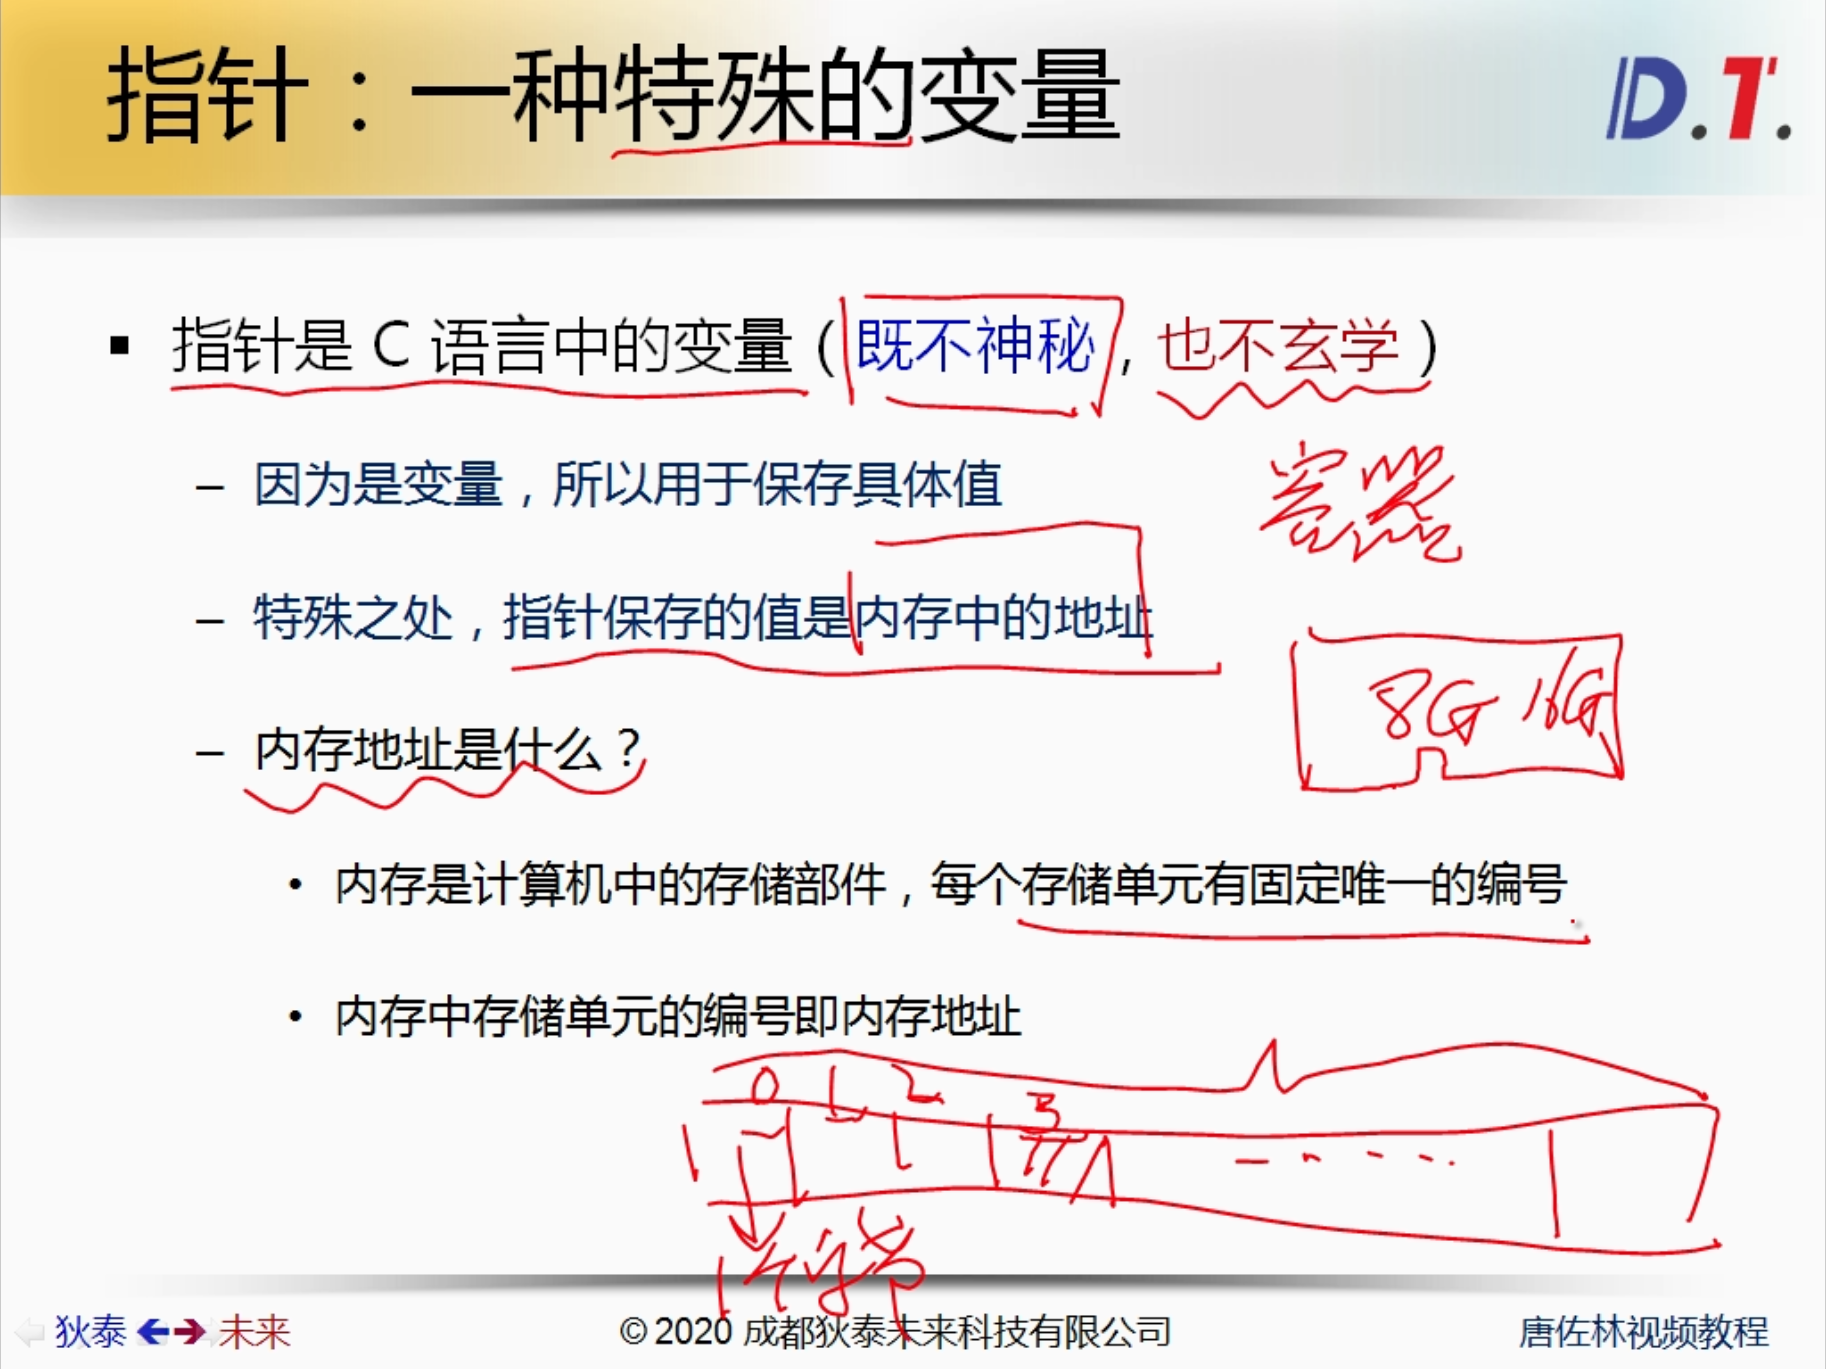 指针：一种特殊的变量
D.T.
指针是 C 语言中的变量（既不神秘，也不玄学）
容器
– 因为是变量，所以用于保存具体值
– 特殊之处，指针保存的值是内存中的地址
8G 16G
– 内存地址是什么？
• 内存是计算机中的存储部件，每个存储单元有固定唯一的编号
• 内存中存储单元的编号即内存地址
0 1 2 3
1个字节
狄泰 未来
© 2020 成都狄泰未来科技有限公司
唐佐林视频教程